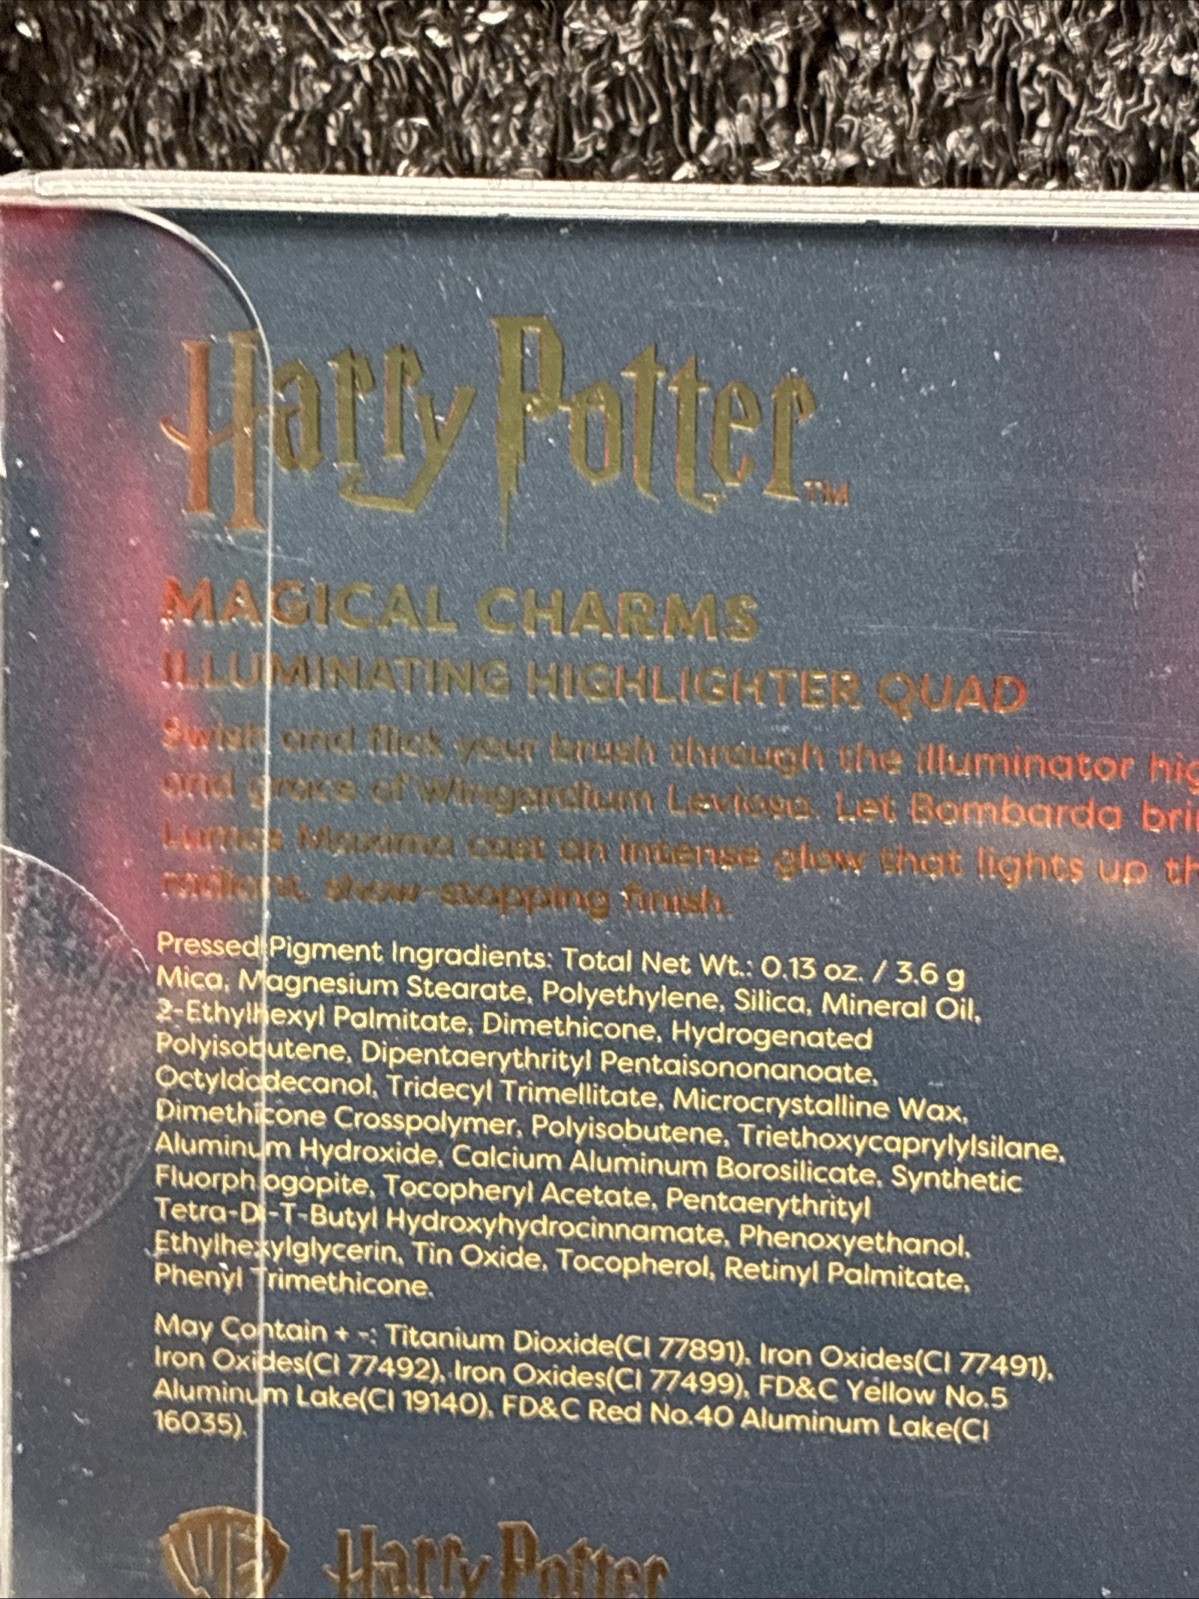 Harry Potter™
MAGICAL CHARMS
ILLUMINATING HIGHLIGHTER QUAD
Swish and flick your brush through the illuminator hig
and grace of Wingardium Leviosa. Let Bombarda bri
Lumos Maxima cast an intense glow that lights up th
radiant, show-stopping finish.
Pressed Pigment Ingredients: Total Net Wt.: 0.13 oz. / 3.6 g
Mica, Magnesium Stearate, Polyethylene, Silica, Mineral Oil,
2-Ethylhexyl Palmitate, Dimethicone, Hydrogenated
Polyisobutene, Dipentaerythrityl Pentaisononanoate,
Octyldodecanol, Tridecyl Trimellitate, Microcrystalline Wax,
Dimethicone Crosspolymer, Polyisobutene, Triethoxycaprylylsilane,
Aluminum Hydroxide, Calcium Aluminum Borosilicate, Synthetic
Fluorphlogopite, Tocopheryl Acetate, Pentaerythrityl
Tetra-Di-T-Butyl Hydroxyhydrocinnamate, Phenoxyethanol,
Ethylhexylglycerin, Tin Oxide, Tocopherol, Retinyl Palmitate,
Phenyl Trimethicone.
May Contain + -: Titanium Dioxide(CI 77891), Iron Oxides(CI 77491),
Iron Oxides(CI 77492), Iron Oxides(CI 77499), FD&C Yellow No.5
Aluminum Lake(CI 19140), FD&C Red No.40 Aluminum Lake(CI
16035).
WB Harry Potter